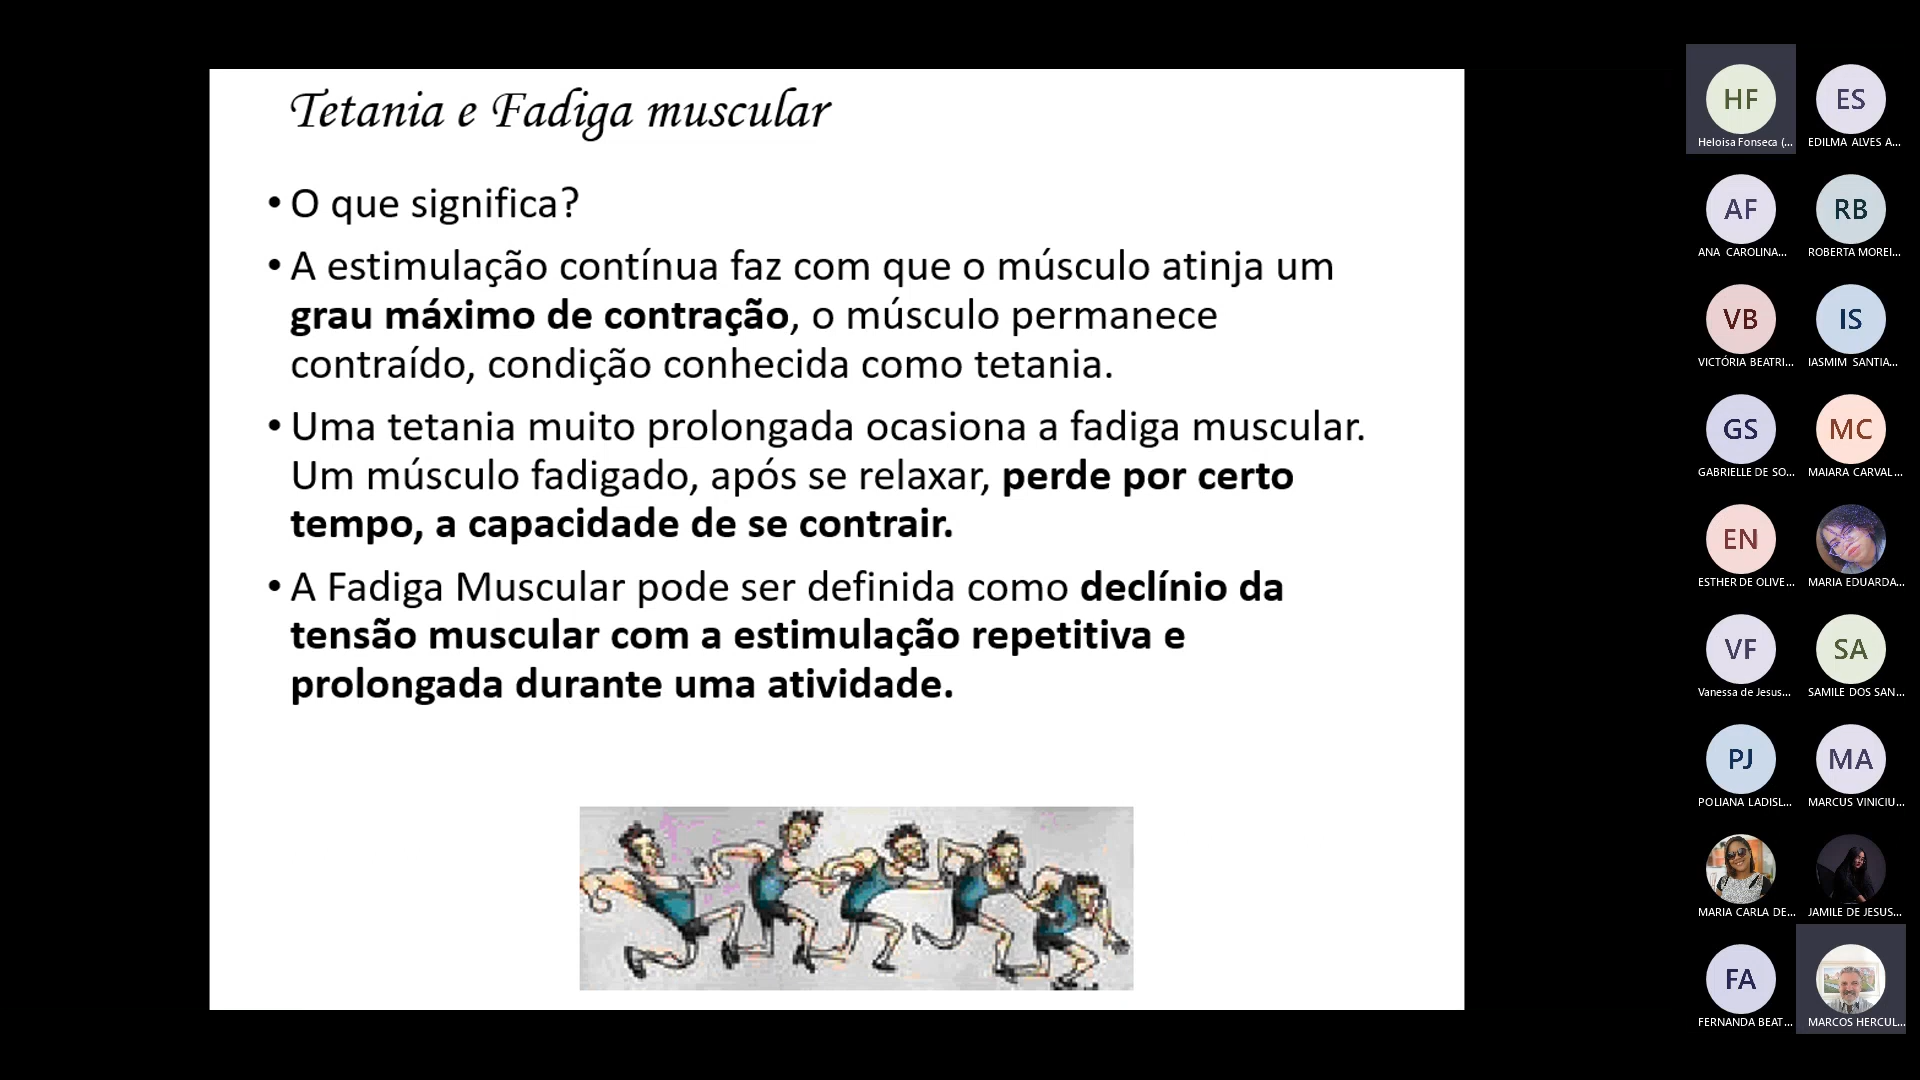 Tetania e Fadiga muscular
• O que significa?
• A estimulação contínua faz com que o músculo atinja um
grau máximo de contração, o músculo permanece
contraído, condição conhecida como tetania.
• Uma tetania muito prolongada ocasiona a fadiga muscular.
Um músculo fadigado, após se relaxar, perde por certo
tempo, a capacidade de se contrair.
• A Fadiga Muscular pode ser definida como declínio da
tensão muscular com a estimulação repetitiva e
prolongada durante uma atividade.
HF ES
Heloisa Fonseca (... EDILMA ALVES A...
AF RB
ANA CAROLINA... ROBERTA MOREI...
VB IS
VICTÓRIA BEATRI... IASMIM SANTIA...
GS MC
GABRIELLE DE SO... MAIARA CARVAL...
EN
ESTHER DE OLIVE... MARIA EDUARDA...
VF SA
Vanessa de Jesus... SAMILE DOS SAN...
PJ MA
POLIANA LADISL... MARCUS VINICIU...
MARIA CARLA DE... JAMILE DE JESUS...
FA
FERNANDA BEAT... MARCOS HERCUL...